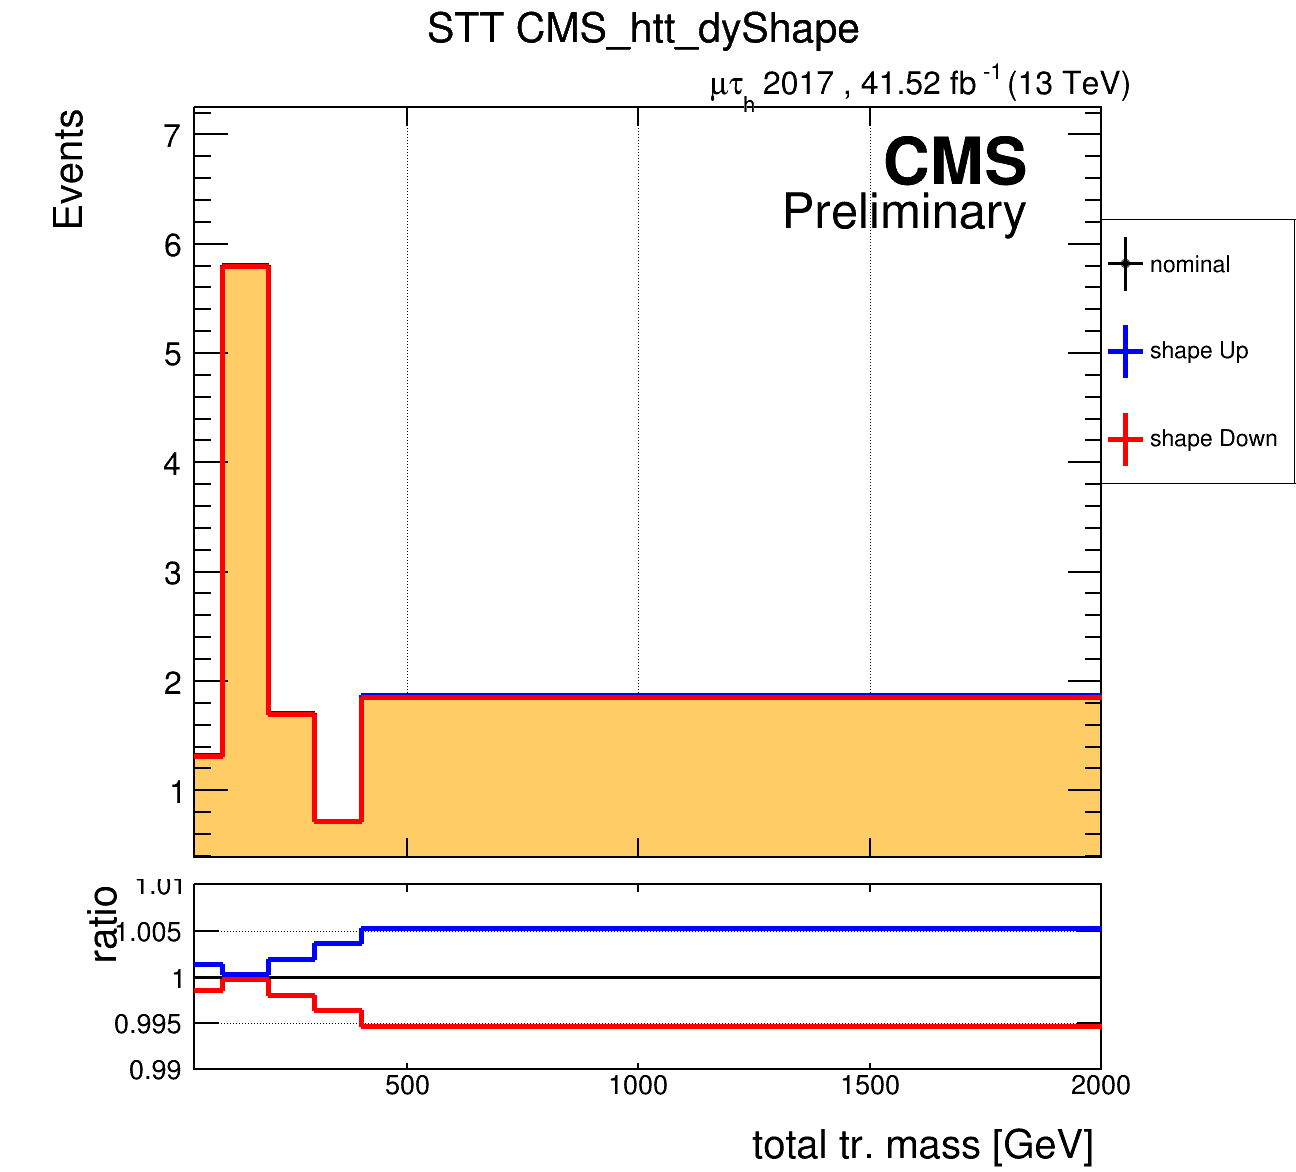 STT CMS_htt_dyShape
μτh 2017 , 41.52 fb-1 (13 TeV)
Events
7
6
5
4
3
2
1
CMS
Preliminary
nominal
shape Up
shape Down
ratio
1.01
1.005
1
0.995
0.99
500
1000
1500
2000
total tr. mass [GeV]